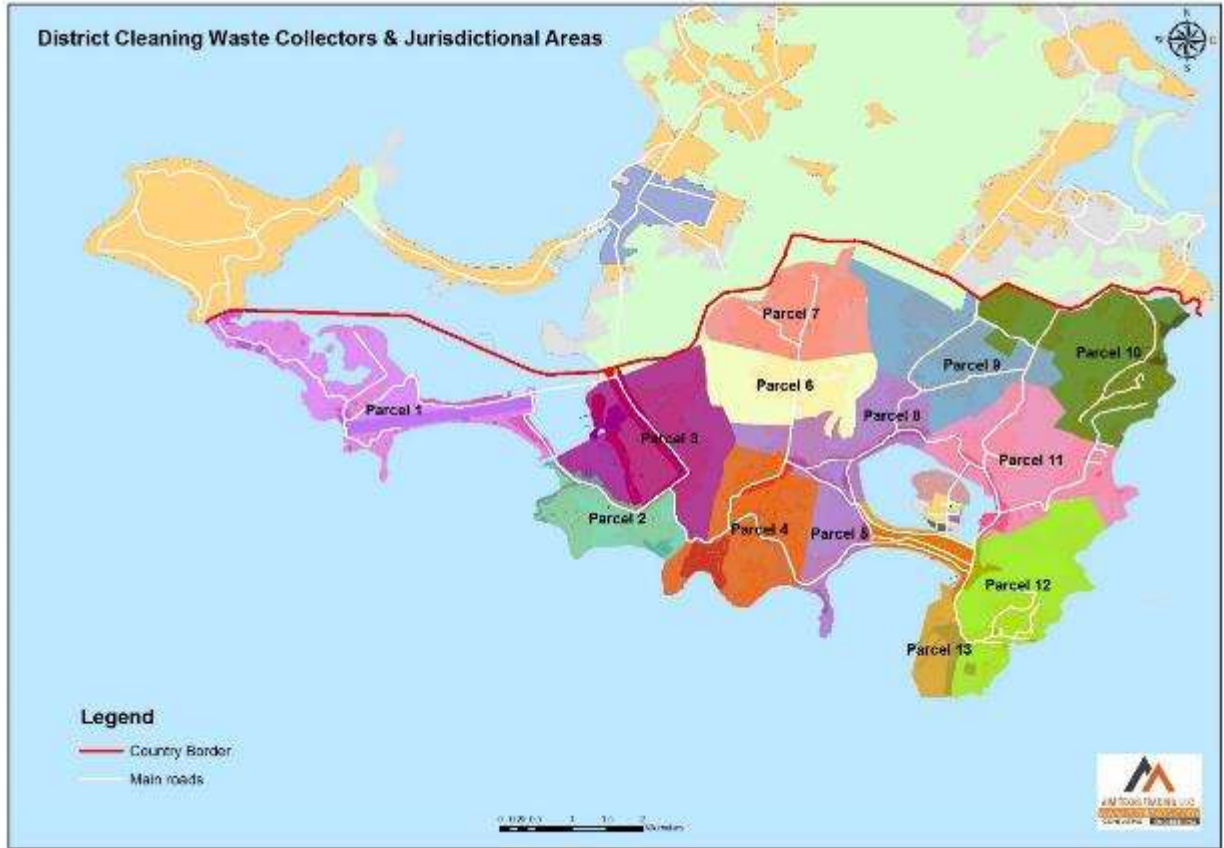 District Cleaning Waste Collectors & Jurisdictional Areas
N
S
Parcel 7
Parcel 10
Parcel 9
Parcel 6
Parcel 1
Parcel 8
Parcel 3
Parcel 11
Parcel 2
Parcel 4
Parcel 5
Parcel 12
Parcel 13
Legend
Country Border
Main roads